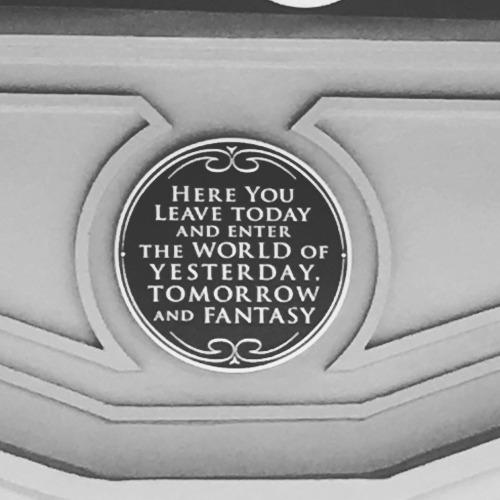 HERE YOU
LEAVE TODAY
AND ENTER
THE WORLD OF
YESTERDAY,
TOMORROW
AND FANTASY